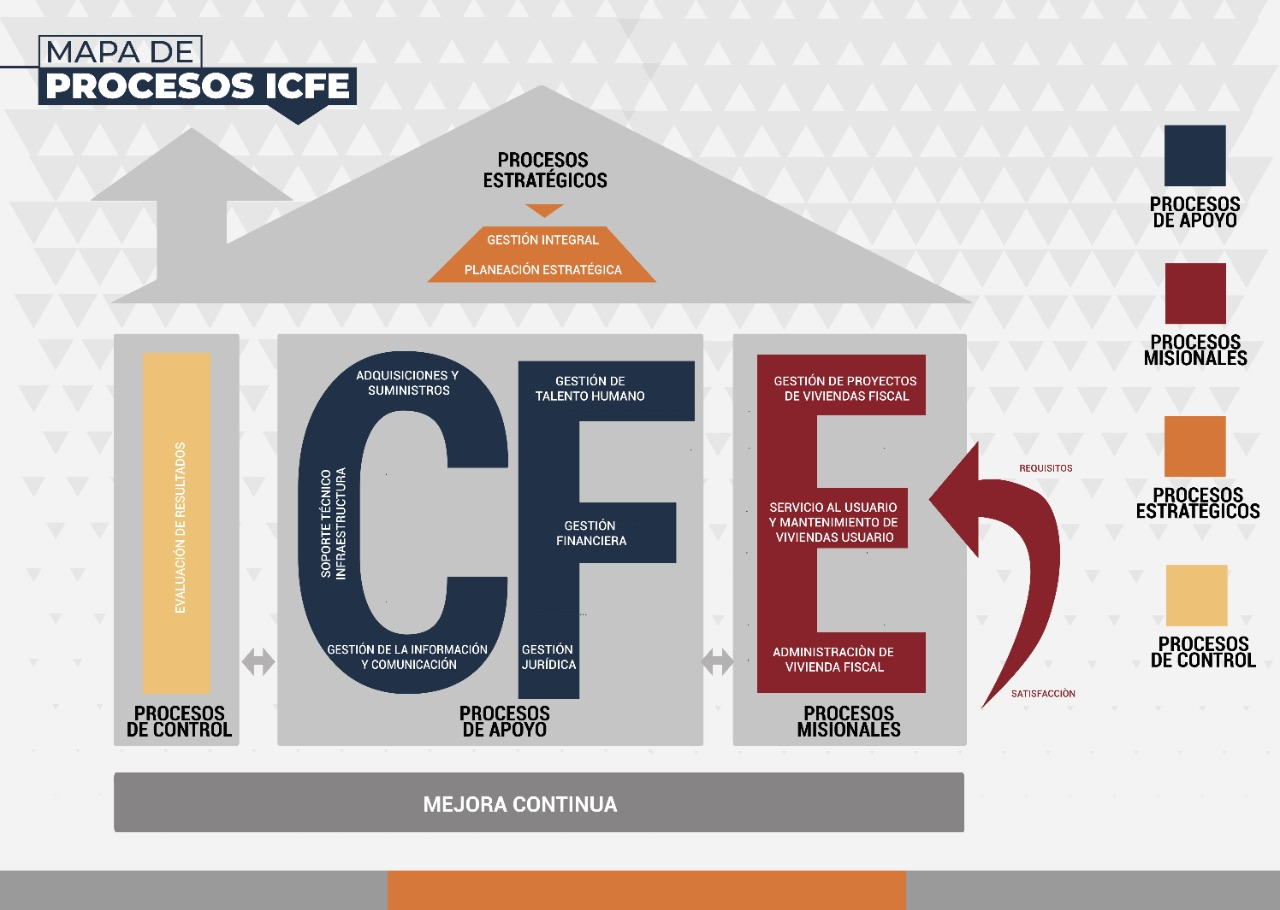 MAPA DE
PROCESOS ICFE
PROCESOS
ESTRATÉGICOS
GESTIÓN INTEGRAL
PLANEACIÓN ESTRATÉGICA
EVALUACIÓN DE RESULTADOS
PROCESOS
DE CONTROL
ADQUISICIONES Y
SUMINISTROS
SOPORTE TÉCNICO
INFRAESTRUCTURA
GESTIÓN DE LA INFORMACIÓN
Y COMUNICACIÓN
GESTIÓN DE
TALENTO HUMANO
GESTIÓN
FINANCIERA
GESTIÓN
JURÍDICA
PROCESOS
DE APOYO
GESTIÓN DE PROYECTOS
DE VIVIENDAS FISCAL
SERVICIO AL USUARIO
Y MANTENIMIENTO DE
VIVIENDAS USUARIO
ADMINISTRACIÒN DE
VIVIENDA FISCAL
PROCESOS
MISIONALES
REQUISITOS
SATISFACCIÒN
PROCESOS
DE APOYO
PROCESOS
MISIONALES
PROCESOS
ESTRATÉGICOS
PROCESOS
DE CONTROL
MEJORA CONTINUA